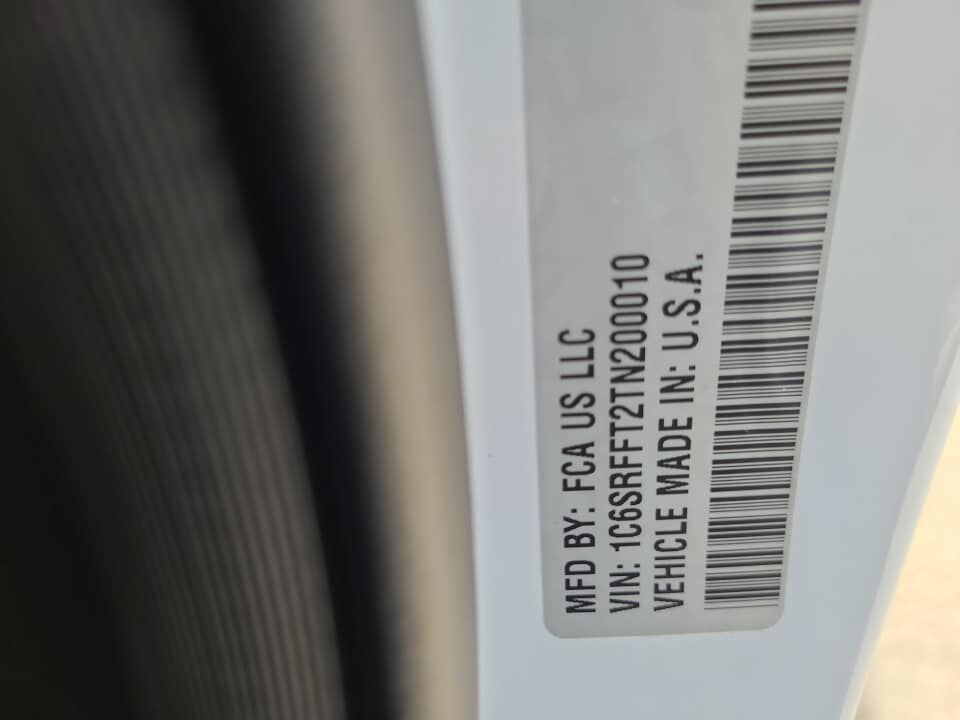 MFD BY: FCA US LLC
VIN: 1C6SRFFT2TN200010
VEHICLE MADE IN: U.S.A.